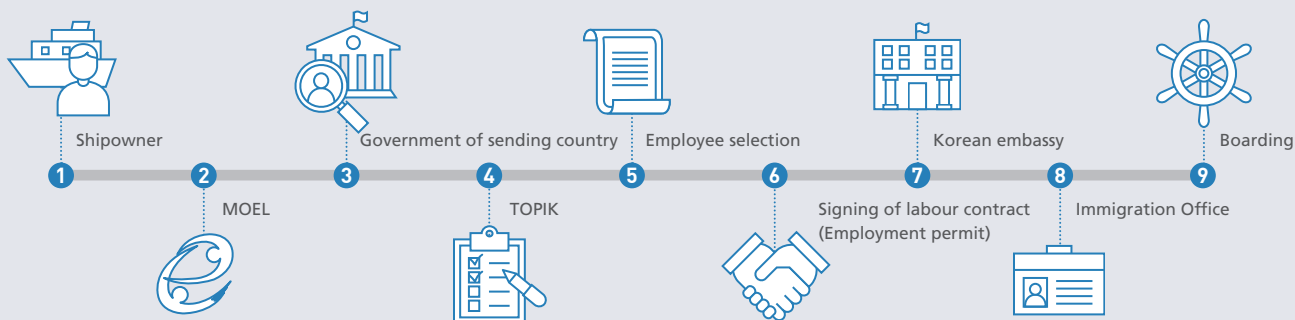 1
Shipowner
2
MOEL
3
Government of sending country
4
TOPIK
5
Employee selection
6
Signing of labour contract
(Employment permit)
7
Korean embassy
8
Immigration Office
9
Boarding